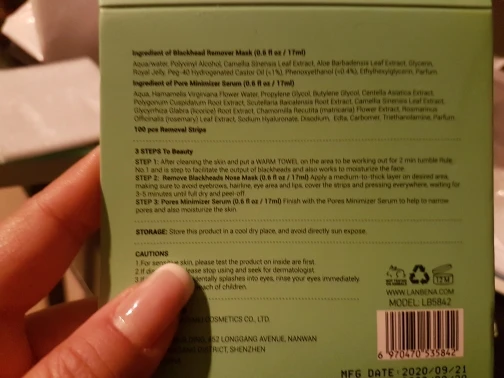 Ingredient of Blackhead Remover Mask (0.6 fl oz / 17ml)
Aqua/water, Polyvinyl Alcohol, Camellia Sinensis Leaf Extract, Aloe Barbadensis Leaf Extract, Glycerin,
Royal Jelly, Peg-40 Hydrogenated Castor Oil (<1%), Phenoxyethanol (<0.4%), Ethylhexylglycerin, Parfum.
Ingredient of Pore Minimizer Serum (0.6 fl oz / 17ml)
Aqua, Hamamelis Virginiana Flower Water, Propylene Glycol, Butylene Glycol, Centella Asiatica Extract,
Polygonum Cuspidatum Root Extract, Scutellaria Baicalensis Root Extract, Camellia Sinensis Leaf Extract,
Glycyrrhiza Glabra (licorice) Root Extract, Chamomilla Recutita (matricaria) Flower Extract, Rosmarinus
Officinalis (rosemary) Leaf Extract, Sodium Hyaluronate, Disodium, Edta, Carbomer, Triethanolamine, Parfum.
100 pcs Removal Strips
3 STEPS To Beauty
STEP 1: After cleaning the skin and put a WARM TOWEL on the area to be working out for 2 min tumble Rule
No.1 and is step to facilitate the output of blackheads and also works to moisturize the face.
STEP 2: Remove Blackheads Nose Mask (0.6 fl oz / 17ml) Apply a medium-to-thick layer on desired area,
making sure to avoid eyebrows, hairline, eye area and lips, cover the strips and pressing everywhere, waiting for
3-5 minutes until full dry and peel-off.
STEP 3: Pores Minimizer Serum (0.6 fl oz / 17ml) Finish with the Pores Minimizer Serum to help to narrow
pores and also moisturize the skin.
STORAGE: Store this product in a cool dry place, and avoid directly sun expose.
CAUTIONS
1.For sensitive skin, please test the product on inside are first.
2.If please stop using and seek for dermatologist.
3. splashes into eyes, rinse your eyes immediately.
reach of children.
12 M
WWW.LANBENA.COM
MODEL: LB5842
COSMETICS CO., LTD.
652 LONGGANG AVENUE, NANWAN
DISTRICT, SHENZHEN
6 970470 535842
MFG DATE:2020/09/21